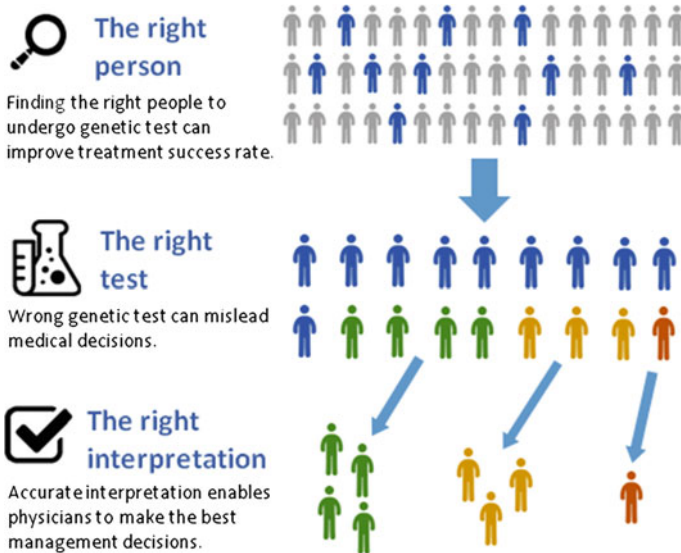 The right
person
Finding the right people to
undergo genetic test can
improve treatment success rate.
The right
test
Wrong genetic test can mislead
medical decisions.
The right
interpretation
Accurate interpretation enables
physicians to make the best
management decisions.